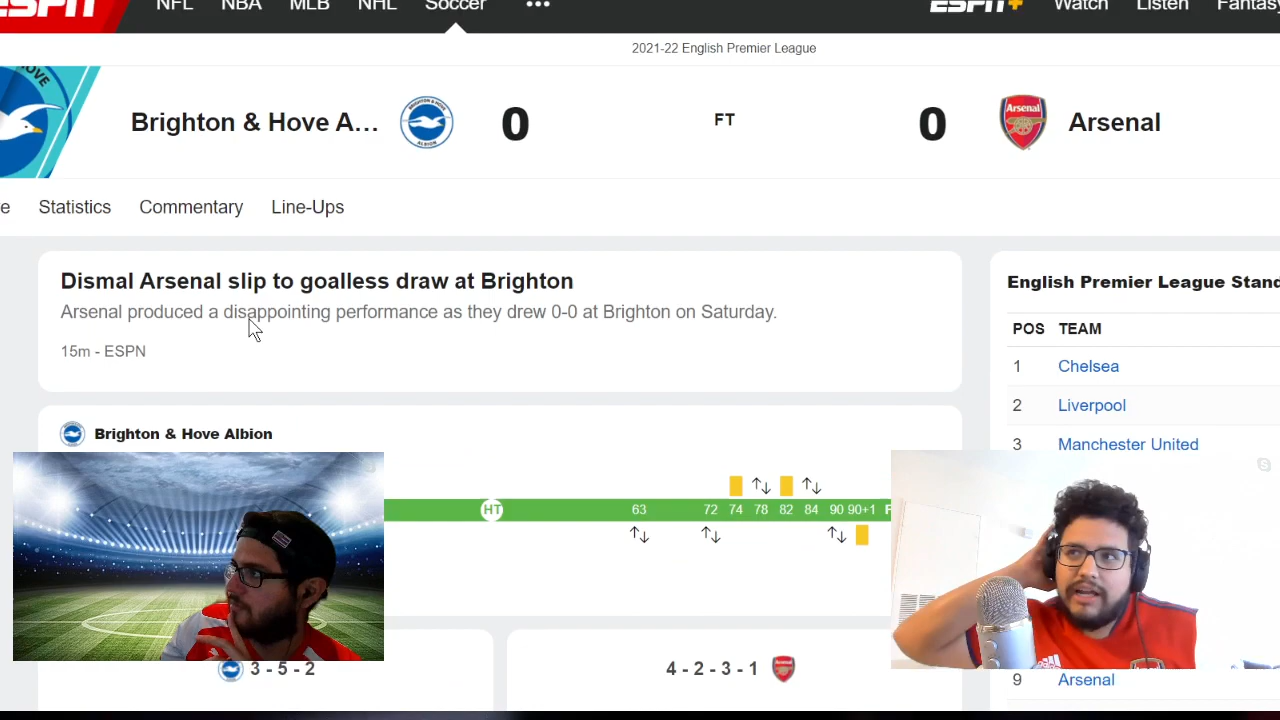 ESPN NFL NBA MLB NHL Soccer ESPN+ Watch Listen Fantasy
2021-22 English Premier League
Brighton & Hove A... 0 FT 0 Arsenal
e Statistics Commentary Line-Ups
Dismal Arsenal slip to goalless draw at Brighton
Arsenal produced a disappointing performance as they drew 0-0 at Brighton on Saturday.
15m - ESPN
English Premier League Stand
POS TEAM
1 Chelsea
2 Liverpool
3 Manchester United
Brighton & Hove Albion
HT 63 72 74 78 82 84 90 90+1 F
3 - 5 - 2
4 - 2 - 3 - 1
9 Arsenal